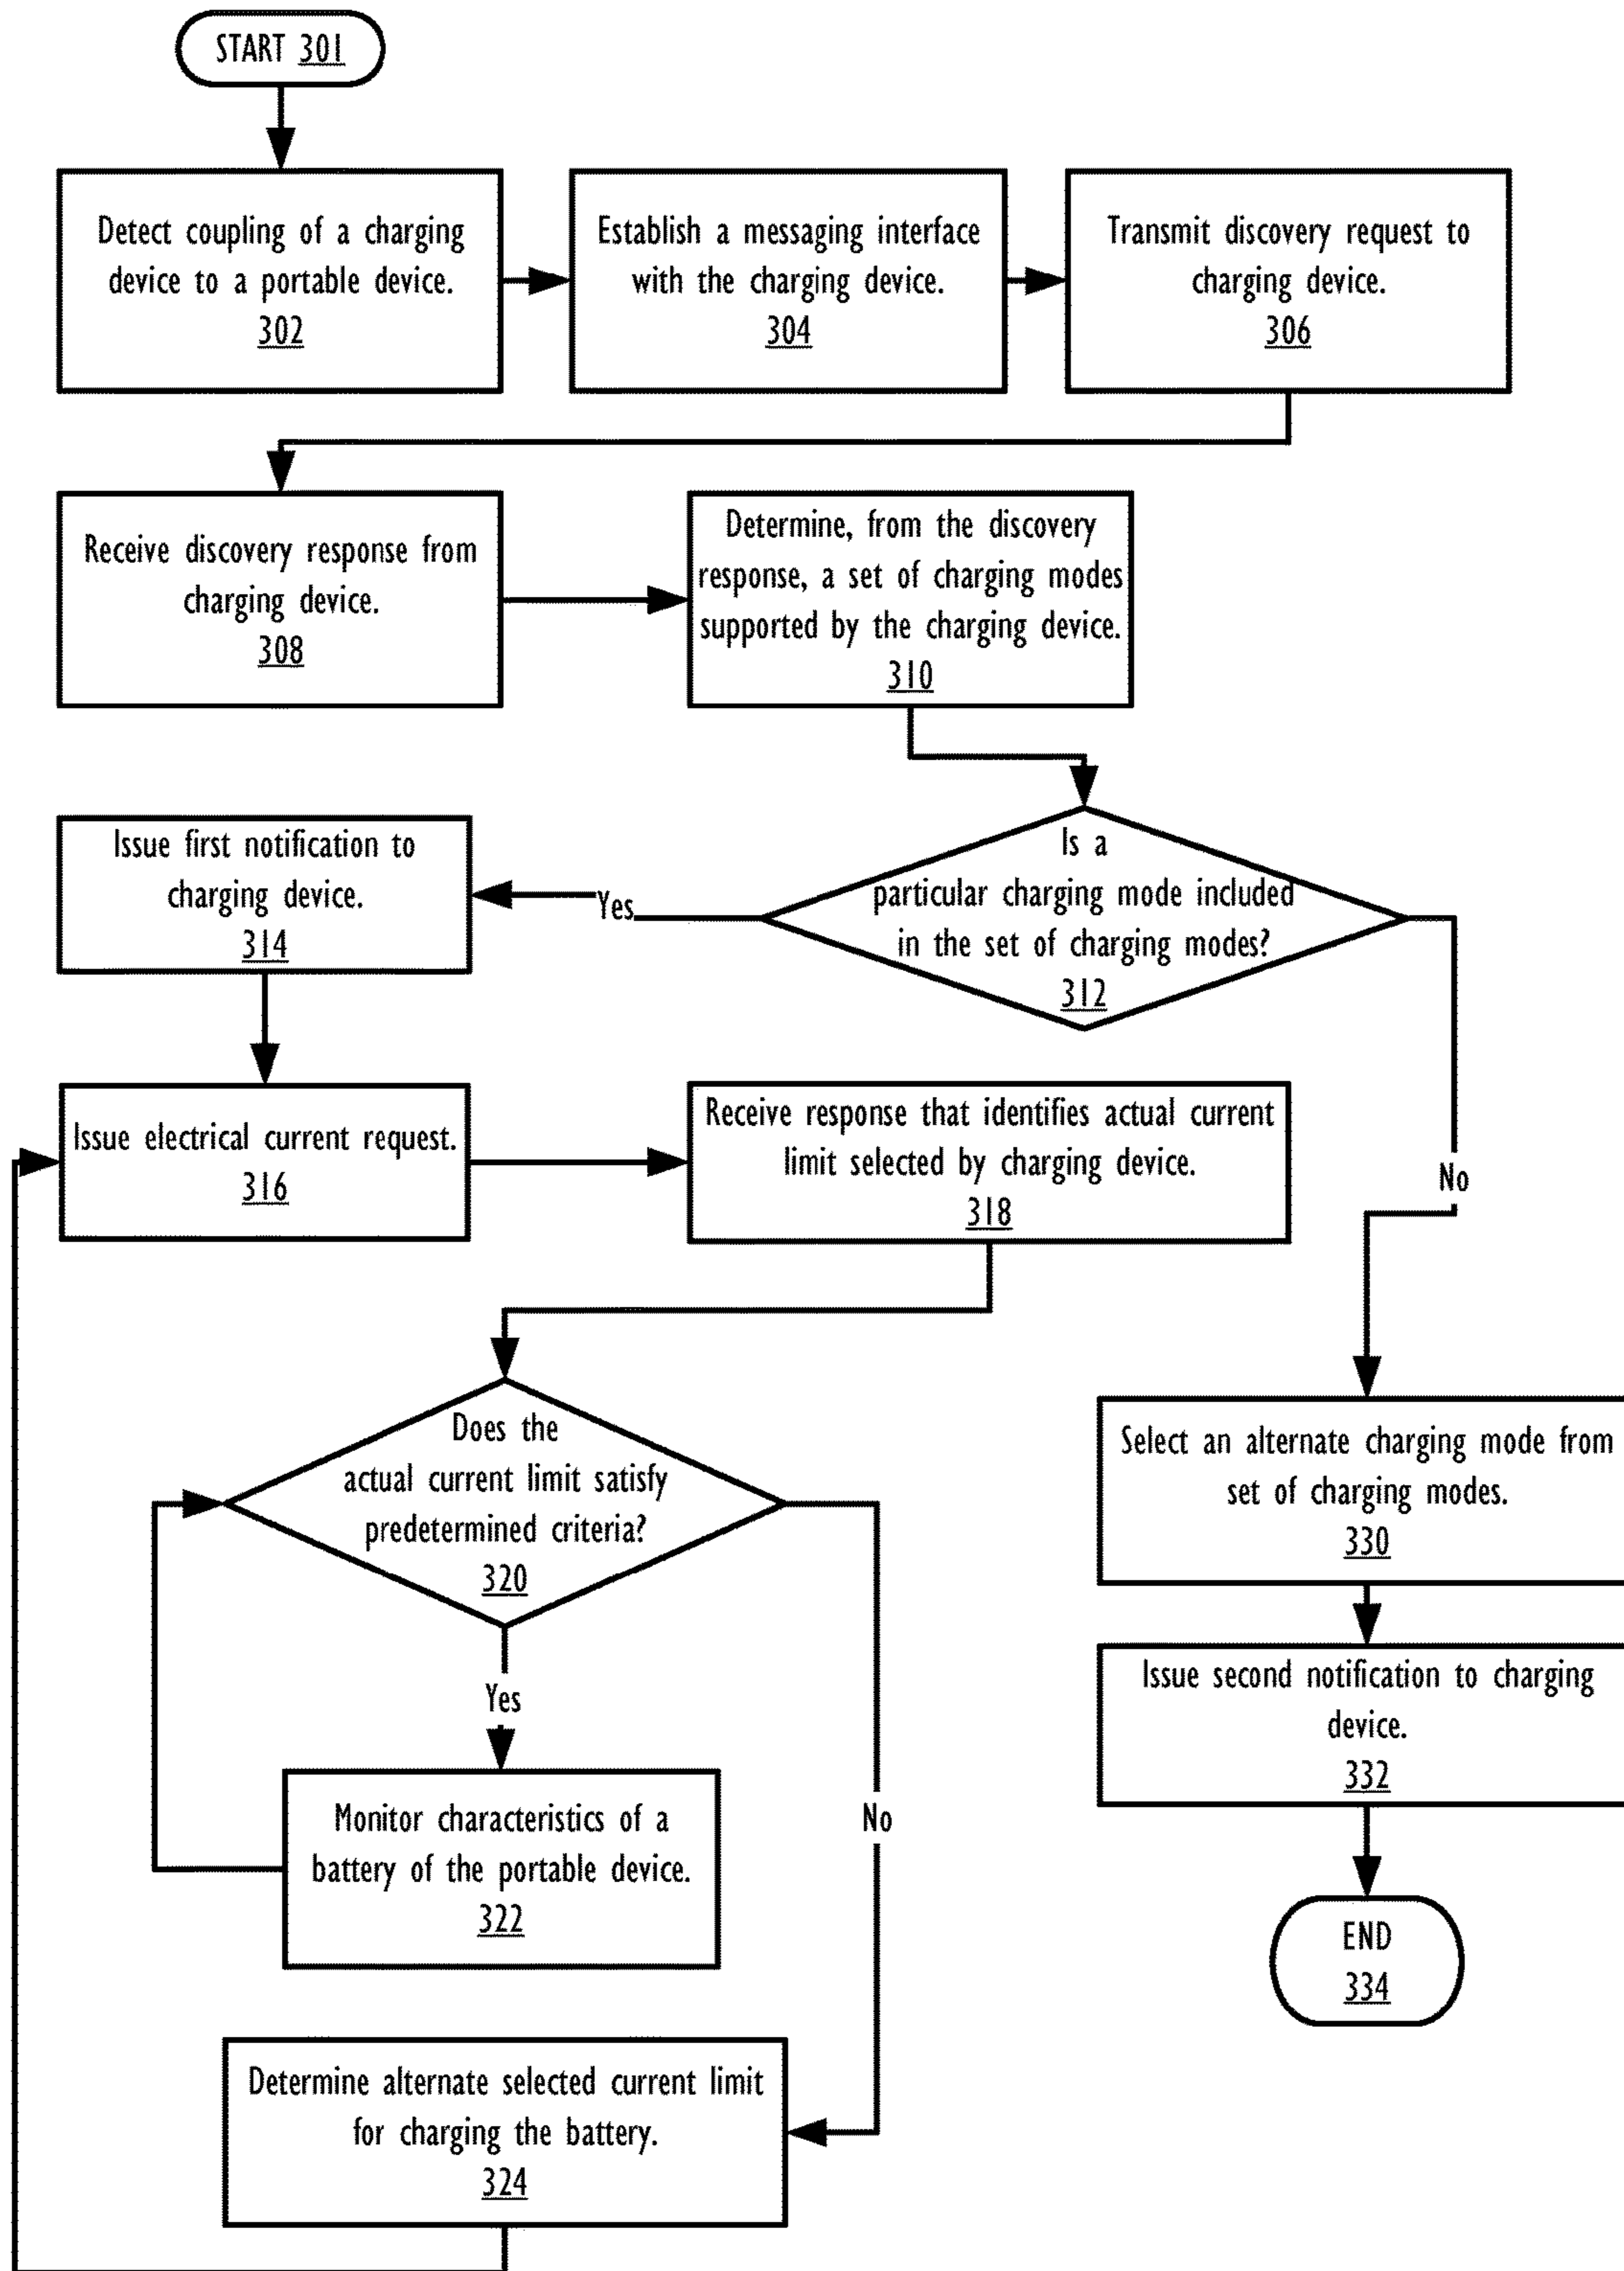 START 301
Detect coupling of a charging
device to a portable device.
302
Establish a messaging interface
with the charging device.
304
Transmit discovery request to
charging device.
306
Receive discovery response from
charging device.
308
Determine, from the discovery
response, a set of charging modes
supported by the charging device.
310
Is a
particular charging mode included
in the set of charging modes?
312
Yes
No
Issue first notification to
charging device.
314
Issue electrical current request.
316
Receive response that identifies actual current
limit selected by charging device.
318
Does the
actual current limit satisfy
predetermined criteria?
320
Yes
No
Monitor characteristics of a
battery of the portable device.
322
Determine alternate selected current limit
for charging the battery.
324
Select an alternate charging mode from
set of charging modes.
330
Issue second notification to charging
device.
332
END
334